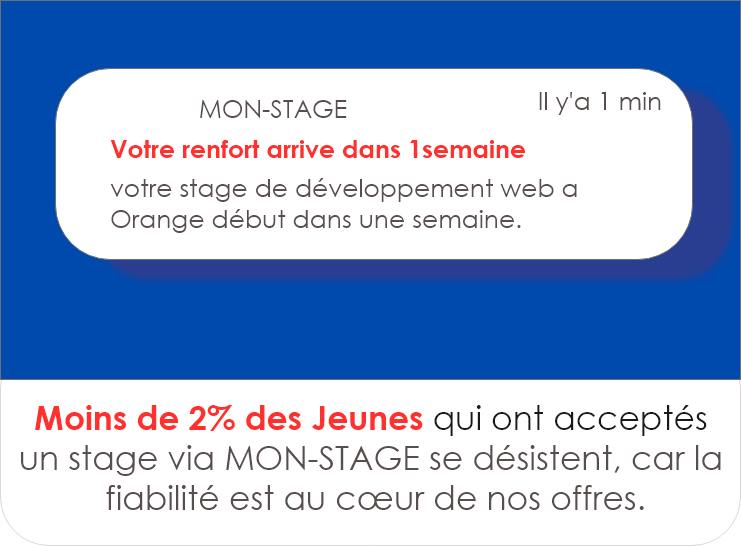 MON-STAGE
Il y'a 1 min
Votre renfort arrive dans 1semaine
votre stage de développement web a
Orange début dans une semaine.
Moins de 2% des Jeunes qui ont acceptés
un stage via MON-STAGE se désistent, car la
fiabilité est au cœur de nos offres.